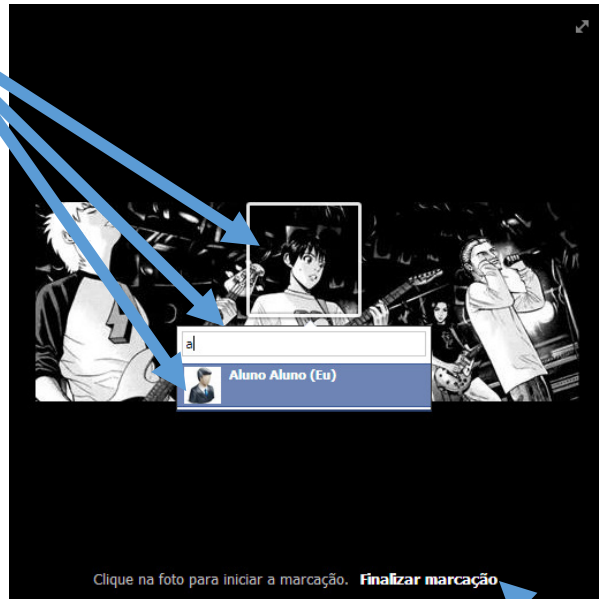 a
Aluno Aluno (Eu)
Clique na foto para iniciar a marcação. Finalizar marcação